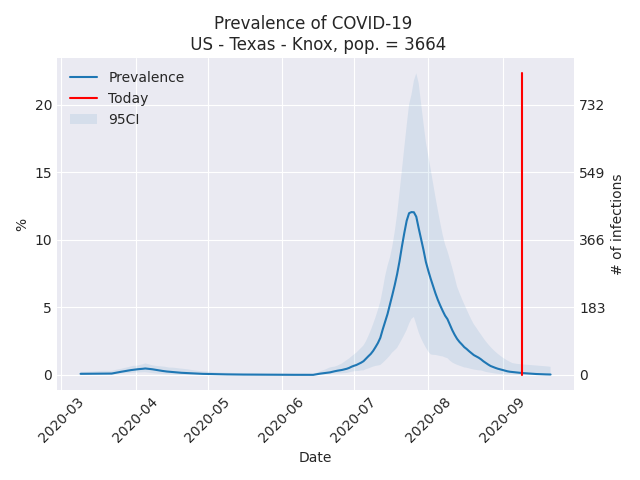 Prevalence of COVID-19
US - Texas - Knox, pop. = 3664
Prevalence
Today
95CI
20
15
10
5
0
%
732
549
366
183
0
# of infections
2020-03
2020-04
2020-05
2020-06
2020-07
2020-08
2020-09
Date